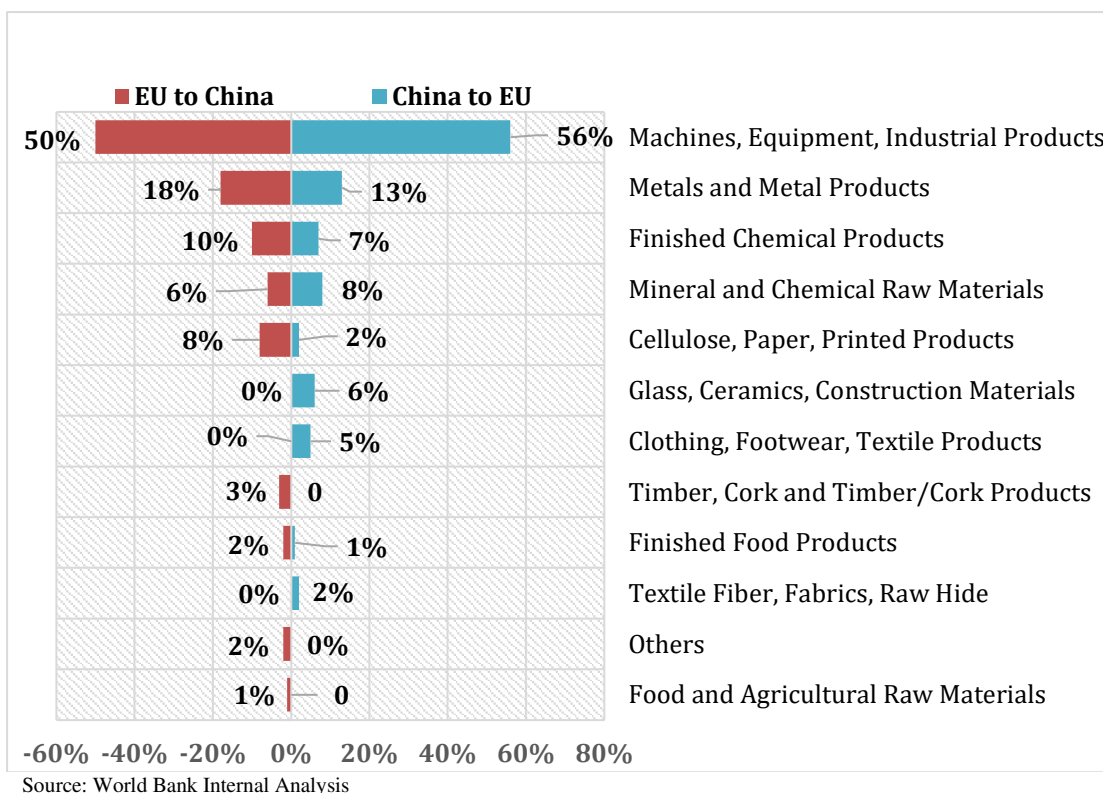 EU to China China to EU
50% 56% Machines, Equipment, Industrial Products
18% 13% Metals and Metal Products
10% 7% Finished Chemical Products
6% 8% Mineral and Chemical Raw Materials
8% 2% Cellulose, Paper, Printed Products
0% 6% Glass, Ceramics, Construction Materials
0% 5% Clothing, Footwear, Textile Products
3% 0 Timber, Cork and Timber/Cork Products
2% 1% Finished Food Products
0% 2% Textile Fiber, Fabrics, Raw Hide
2% 0% Others
1% 0 Food and Agricultural Raw Materials
-60% -40% -20% 0% 20% 40% 60% 80%
Source: World Bank Internal Analysis